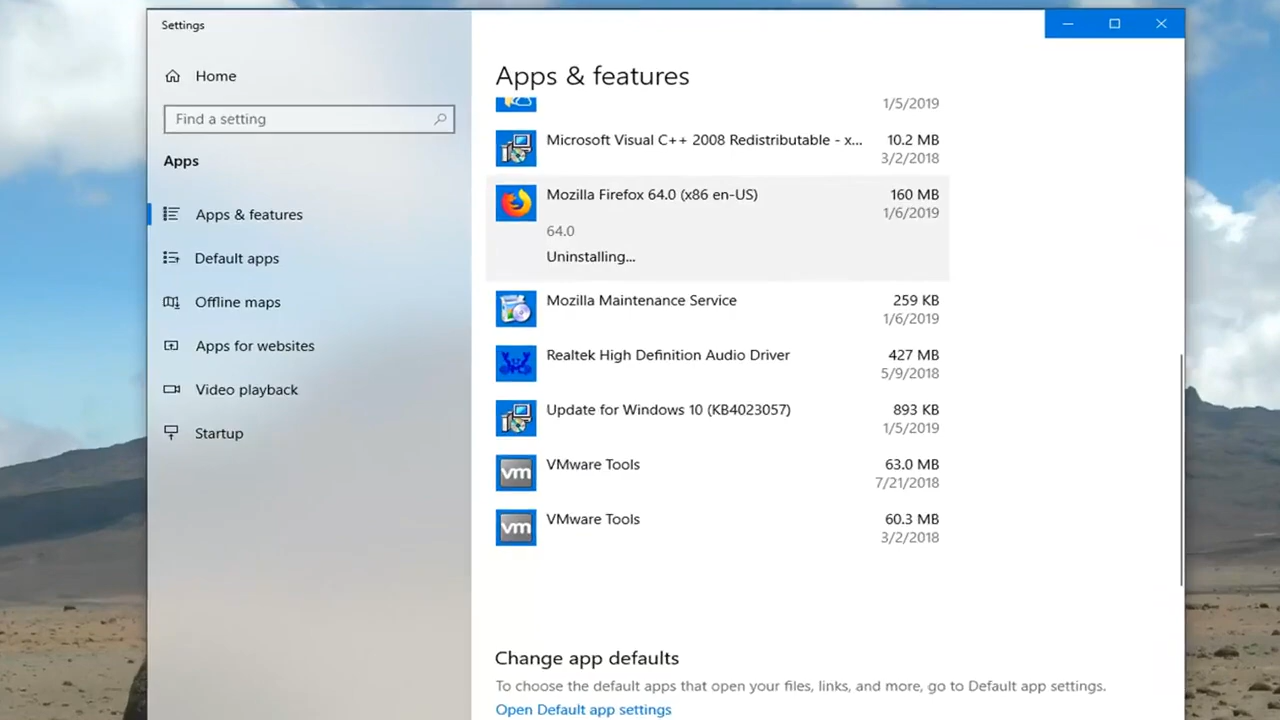 Settings
Home
Find a setting
Apps
Apps & features
Default apps
Offline maps
Apps for websites
Video playback
Startup
Apps & features
1/5/2019
Microsoft Visual C++ 2008 Redistributable - x... 10.2 MB
3/2/2018
Mozilla Firefox 64.0 (x86 en-US) 160 MB
1/6/2019
64.0
Uninstalling...
Mozilla Maintenance Service 259 KB
1/6/2019
Realtek High Definition Audio Driver 427 MB
5/9/2018
Update for Windows 10 (KB4023057) 893 KB
1/5/2019
VMware Tools 63.0 MB
7/21/2018
VMware Tools 60.3 MB
3/2/2018
vm
vm
Change app defaults
To choose the default apps that open your files, links, and more, go to Default app settings.
Open Default app settings